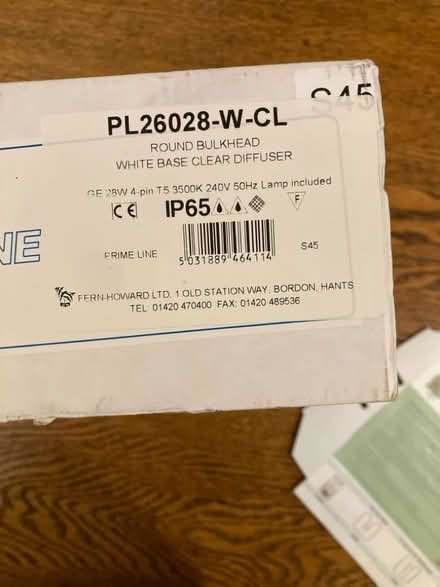 S45
PL26028-W-CL
ROUND BULKHEAD
WHITE BASE CLEAR DIFFUSER
GE 28W 4-pin T5 3500K 240V 50Hz Lamp included
CE IP65 F
NE
PRIME LINE
5 031889 464114
S45
FERN-HOWARD LTD, 1 OLD STATION WAY, BORDON, HANTS
TEL: 01420 470400 FAX: 01420 489536